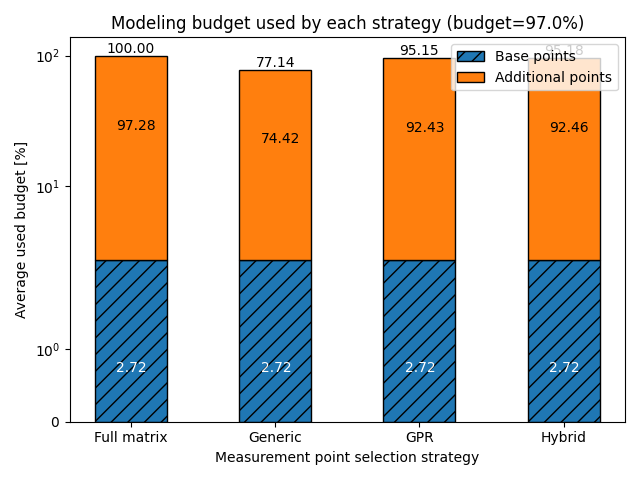 Modeling budget used by each strategy (budget=97.0%)
Average used budget [%]
10²
10¹
10⁰
0
100.00
77.14
95.15
95.18
Base points
Additional points
97.28
74.42
92.43
92.46
2.72
2.72
2.72
2.72
Full matrix
Generic
GPR
Hybrid
Measurement point selection strategy